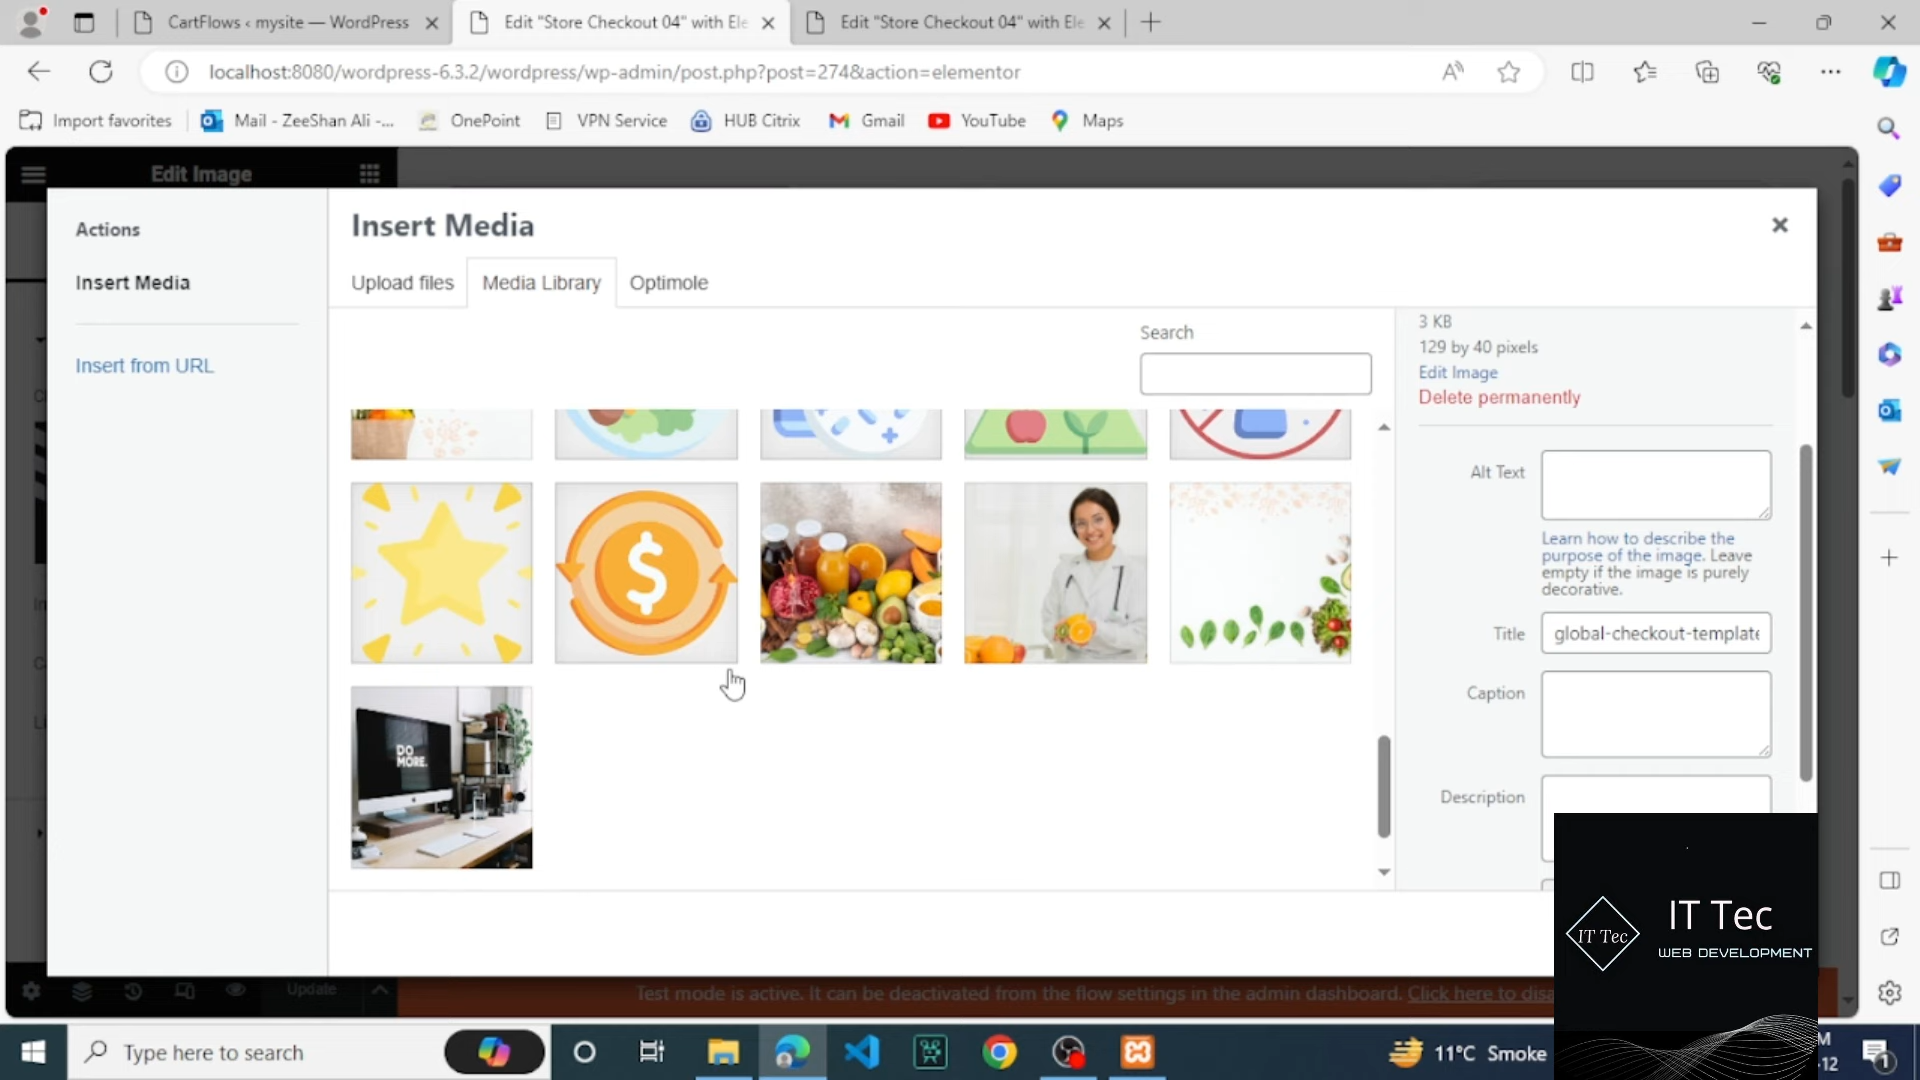 CartFlows ‹ mysite — WordPress
Edit "Store Checkout 04" with Ele
Edit "Store Checkout 04" with Ele
localhost:8080/wordpress-6.3.2/wordpress/wp-admin/post.php?post=274&action=elementor
Import favorites
Mail - ZeeShan Ali -...
OnePoint
VPN Service
HUB Citrix
Gmail
YouTube
Maps
Edit Image
Actions
Insert Media
Insert from URL
Insert Media
Upload files
Media Library
Optimole
Search
3 KB
129 by 40 pixels
Edit Image
Delete permanently
Alt Text
Learn how to describe the
purpose of the image. Leave
empty if the image is purely
decorative.
Title
global-checkout-template
Caption
Description
DO
MORE.
Update
Test mode is active. It can be deactivated from the flow settings in the admin dashboard. Click here to disa
IT Tec
IT Tec
WEB DEVELOPMENT
Type here to search
11°C Smoke
M
-12
1